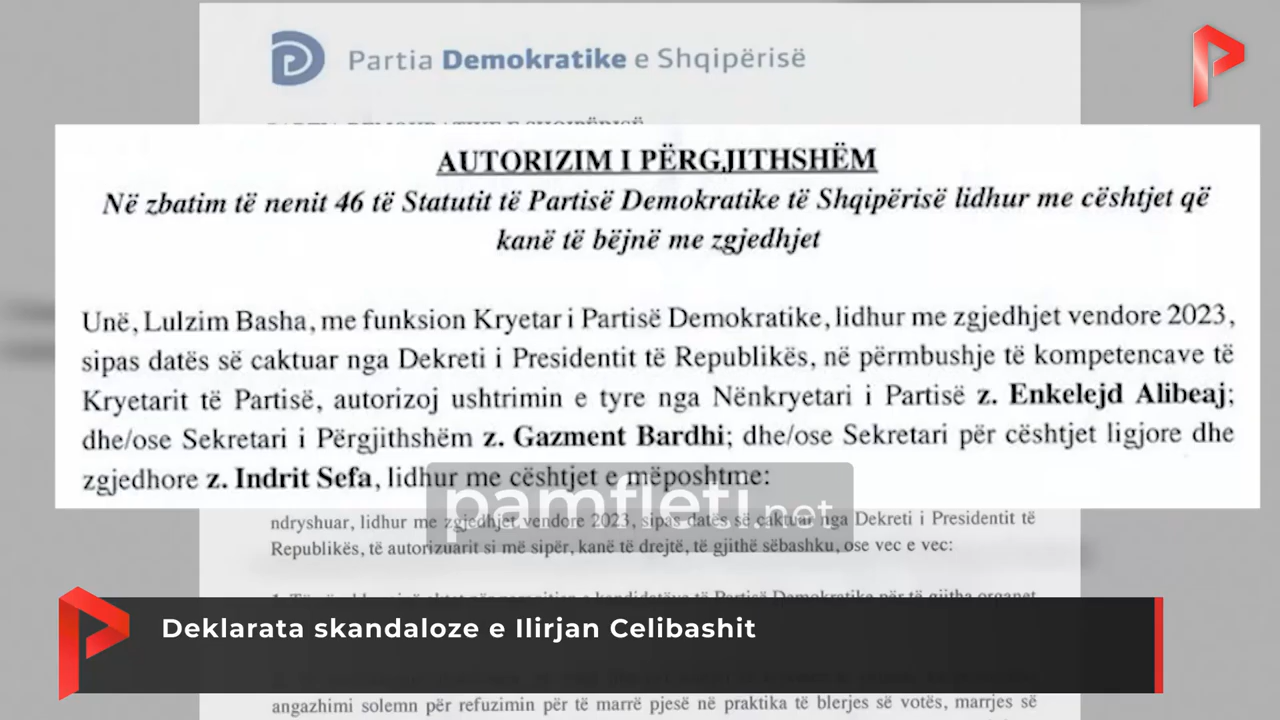 Partia Demokratike e Shqipërisë
PARTIA DEMOKRATIKE E SHQIPËRISË
AUTORIZIM I PËRGJITHSHËM
Në zbatim të nenit 46 të Statutit të Partisë Demokratike të Shqipërisë lidhur me cështjet që
kanë të bëjnë me zgjedhjet
Unë, Lulzim Basha, me funksion Kryetar i Partisë Demokratike, lidhur me zgjedhjet vendore 2023,
sipas datës së caktuar nga Dekreti i Presidentit të Republikës, në përmbushje të kompetencave të
Kryetarit të Partisë, autorizoj ushtrimin e tyre nga Nënkryetari i Partisë z. Enkelejd Alibeaj;
dhe/ose Sekretari i Përgjithshëm z. Gazment Bardhi; dhe/ose Sekretari për cështjet ligjore dhe
zgjedhore z. Indrit Sefa, lidhur me cështjet e mëposhtme:
pamfleti.net
ndryshuar, lidhur me zgjedhjet vendore 2023, sipas datës së caktuar nga Dekreti i Presidentit të
Republikës, të autorizuarit si më sipër, kanë të drejtë, të gjithë sëbashku, ose vec e vec:
Deklarata skandaloze e Ilirjan Celibashit
angazhimi solemn për refuzimin për të marrë pjesë në praktika të blerjes së votës, marrjes së